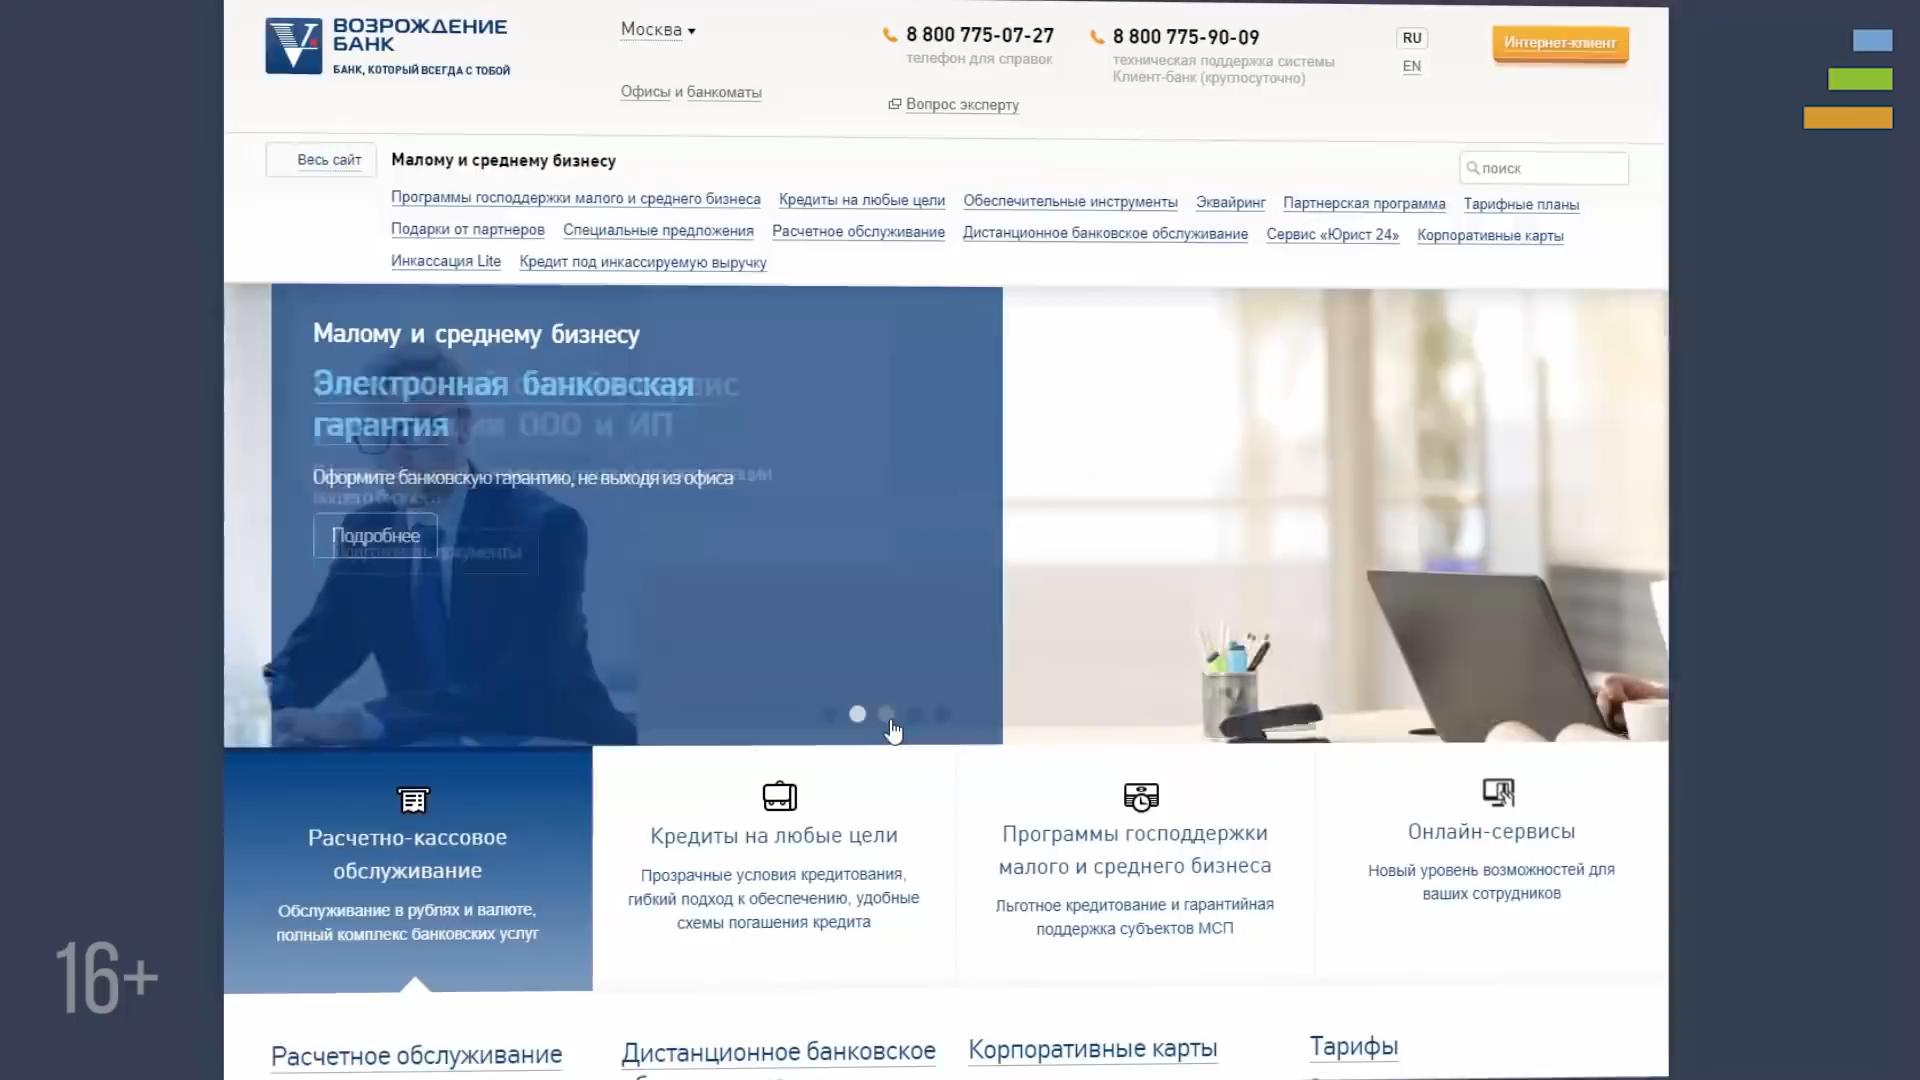 ВОЗРОЖДЕНИЕ
БАНК
БАНК, КОТОРЫЙ ВСЕГДА С ТОБОЙ
Москва
Офисы и банкоматы
8 800 775-07-27
телефон для справок
Вопрос эксперту
8 800 775-90-09
техническая поддержка системы
Клиент-банк (круглосуточно)
RU
EN
Интернет-клиент
Весь сайт
Малому и среднему бизнесу
поиск
Программы господдержки малого и среднего бизнеса Кредиты на любые цели Обеспечительные инструменты Эквайринг Партнерская программа Тарифные планы
Подарки от партнеров Специальные предложения Расчетное обслуживание Дистанционное банковское обслуживание Сервис «Юрист 24» Корпоративные карты
Инкассация Lite Кредит под инкассируемую выручку
Малому и среднему бизнесу
Электронная банковская
гарантия
ООО и ИП
Оформите банковскую гарантию, не выходя из офиса
Подробнее
документы
Расчетно-кассовое
обслуживание
Обслуживание в рублях и валюте,
полный комплекс банковских услуг
Кредиты на любые цели
Прозрачные условия кредитования,
гибкий подход к обеспечению, удобные
схемы погашения кредита
Программы господдержки
малого и среднего бизнеса
Льготное кредитование и гарантийная
поддержка субъектов МСП
Онлайн-сервисы
Новый уровень возможностей для
ваших сотрудников
16+
Расчетное обслуживание
Дистанционное банковское
Корпоративные карты
Тарифы